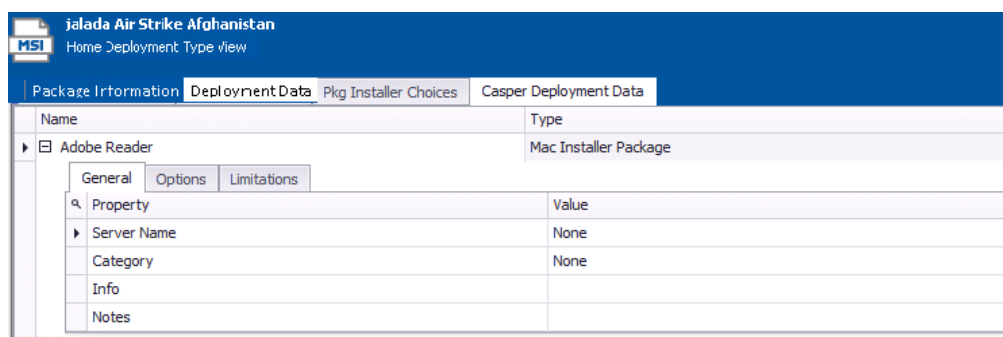 jalada Air Strike Afghanistan
MSI
Home Deployment Type View
Package Information Deployment Data Pkg Installer Choices Casper Deployment Data
Name Type
Adobe Reader Mac Installer Package
General Options Limitations
Property Value
Server Name None
Category None
Info
Notes